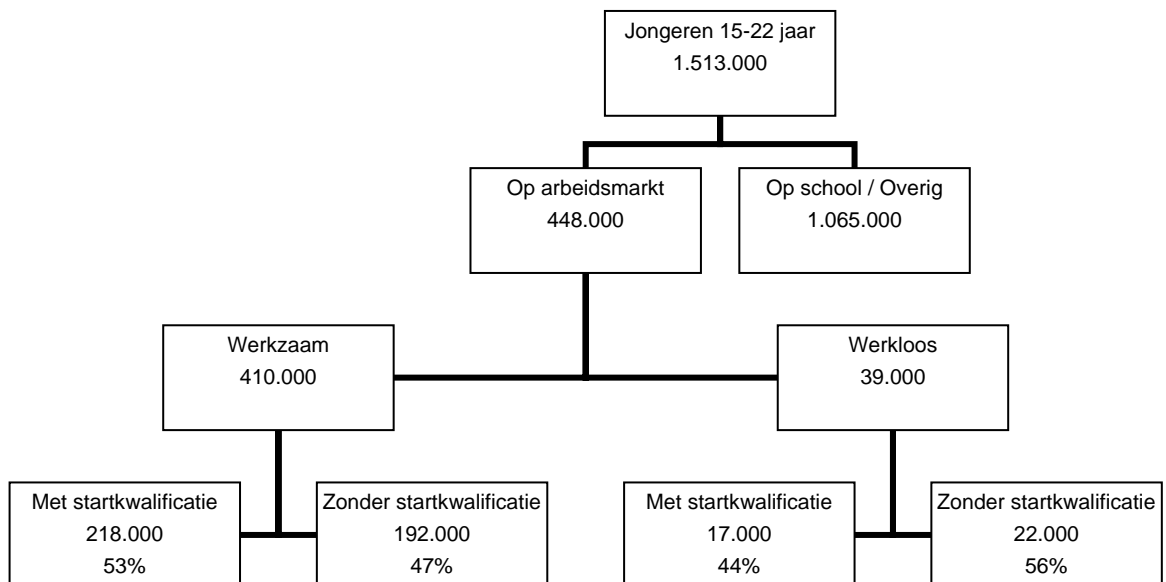 Jongeren 15-22 jaar
1.513.000
Op arbeidsmarkt
448.000
Op school / Overig
1.065.000
Werkzaam
410.000
Werkloos
39.000
Met startkwalificatie
218.000
53%
Zonder startkwalificatie
192.000
47%
Met startkwalificatie
17.000
44%
Zonder startkwalificatie
22.000
56%